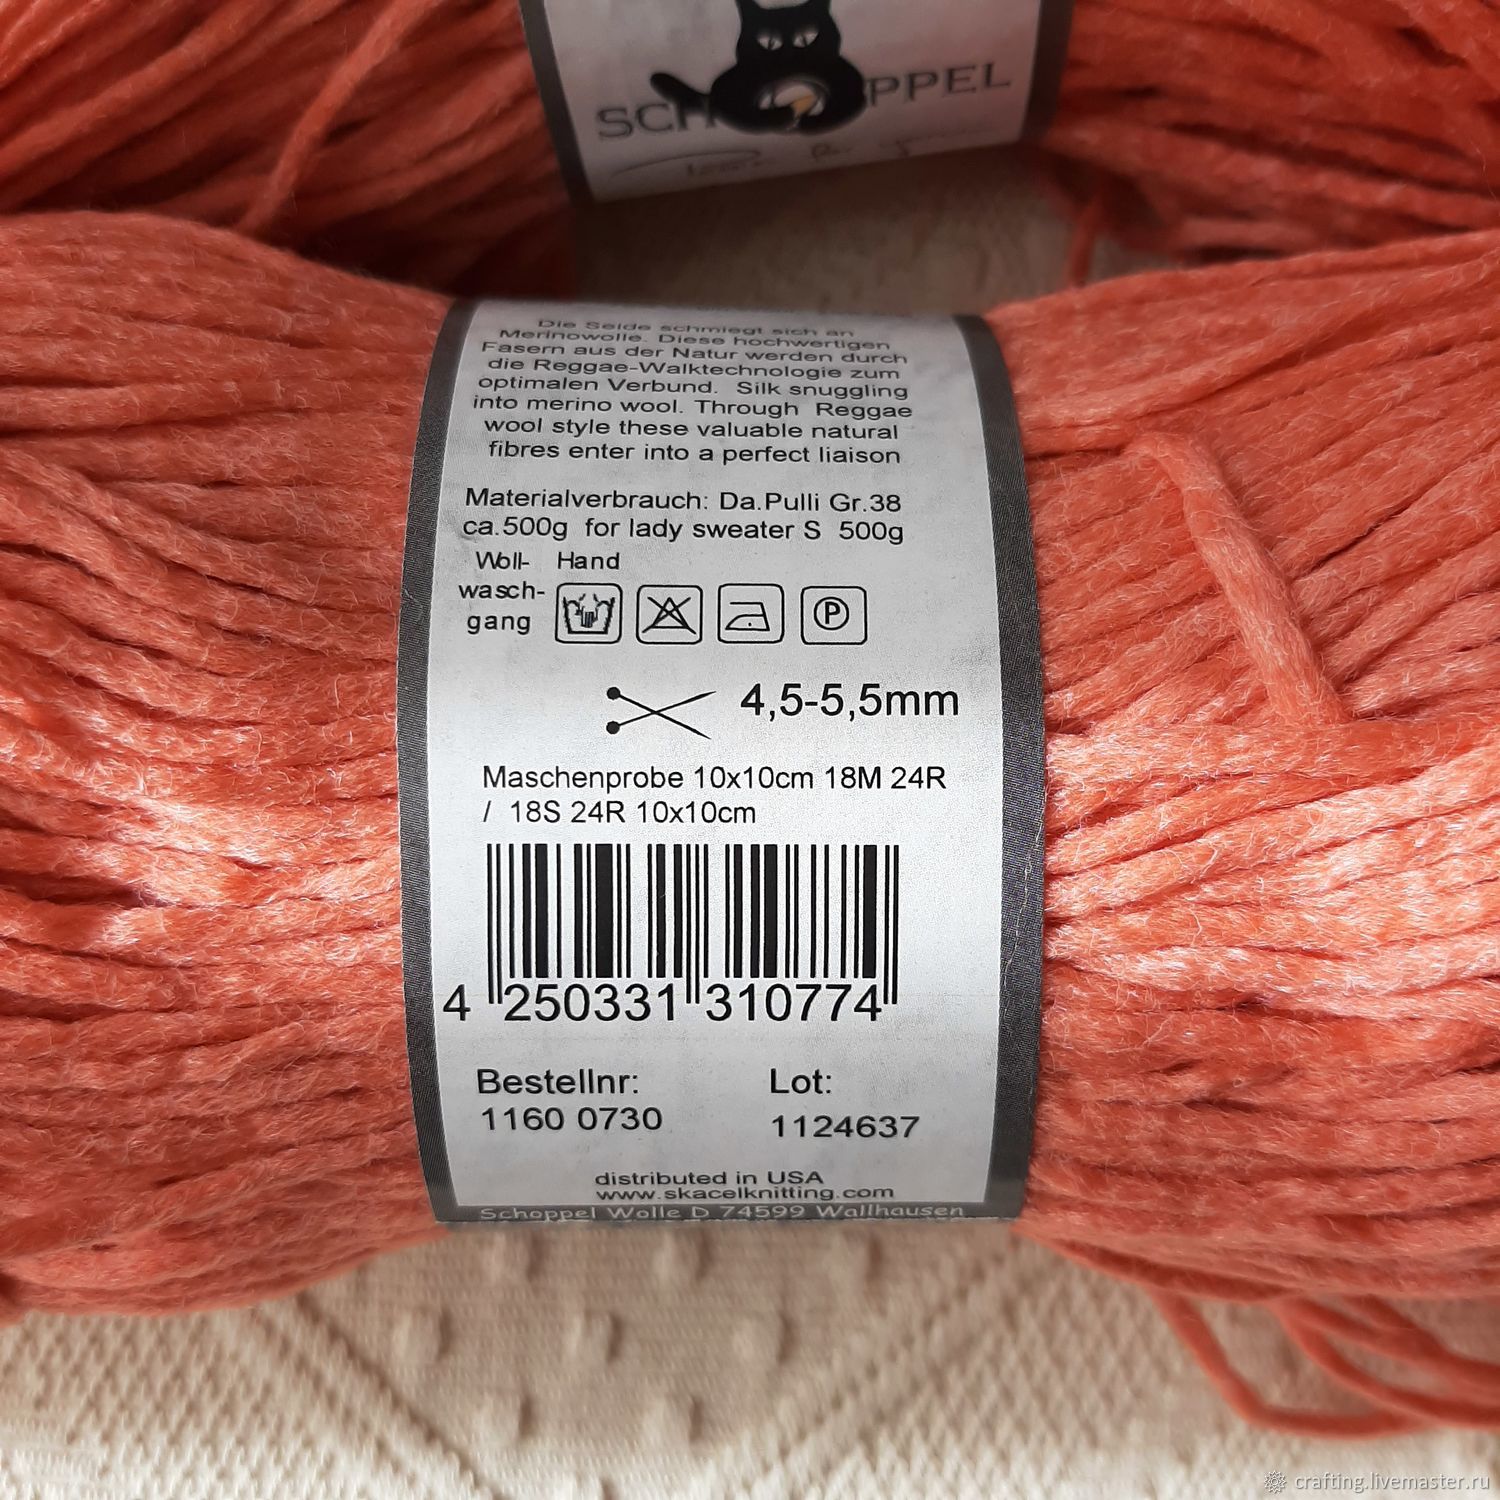 SCHOPPEL
Die Seide schmiegt sich an
Merinowolle. Diese hochwertigen
Fasern aus der Natur werden durch
die Reggae-Walktechnologie zum
optimalen Verbund. Silk snuggling
into merino wool. Through Reggae
wool style these valuable natural
fibres enter into a perfect liaison
Materialverbrauch: Da.Pulli Gr.38
ca.500g for lady sweater S 500g
Woll- Hand
wasch-
gang
P
4,5-5,5mm
Maschenprobe 10x10cm 18M 24R
/ 18S 24R 10x10cm
4 250331 310774
Bestellnr: Lot:
1160 0730 1124637
distributed in USA
www.skacelknitting.com
Schoppel Wolle D 74599 Wallhausen
crafting.livemaster.ru